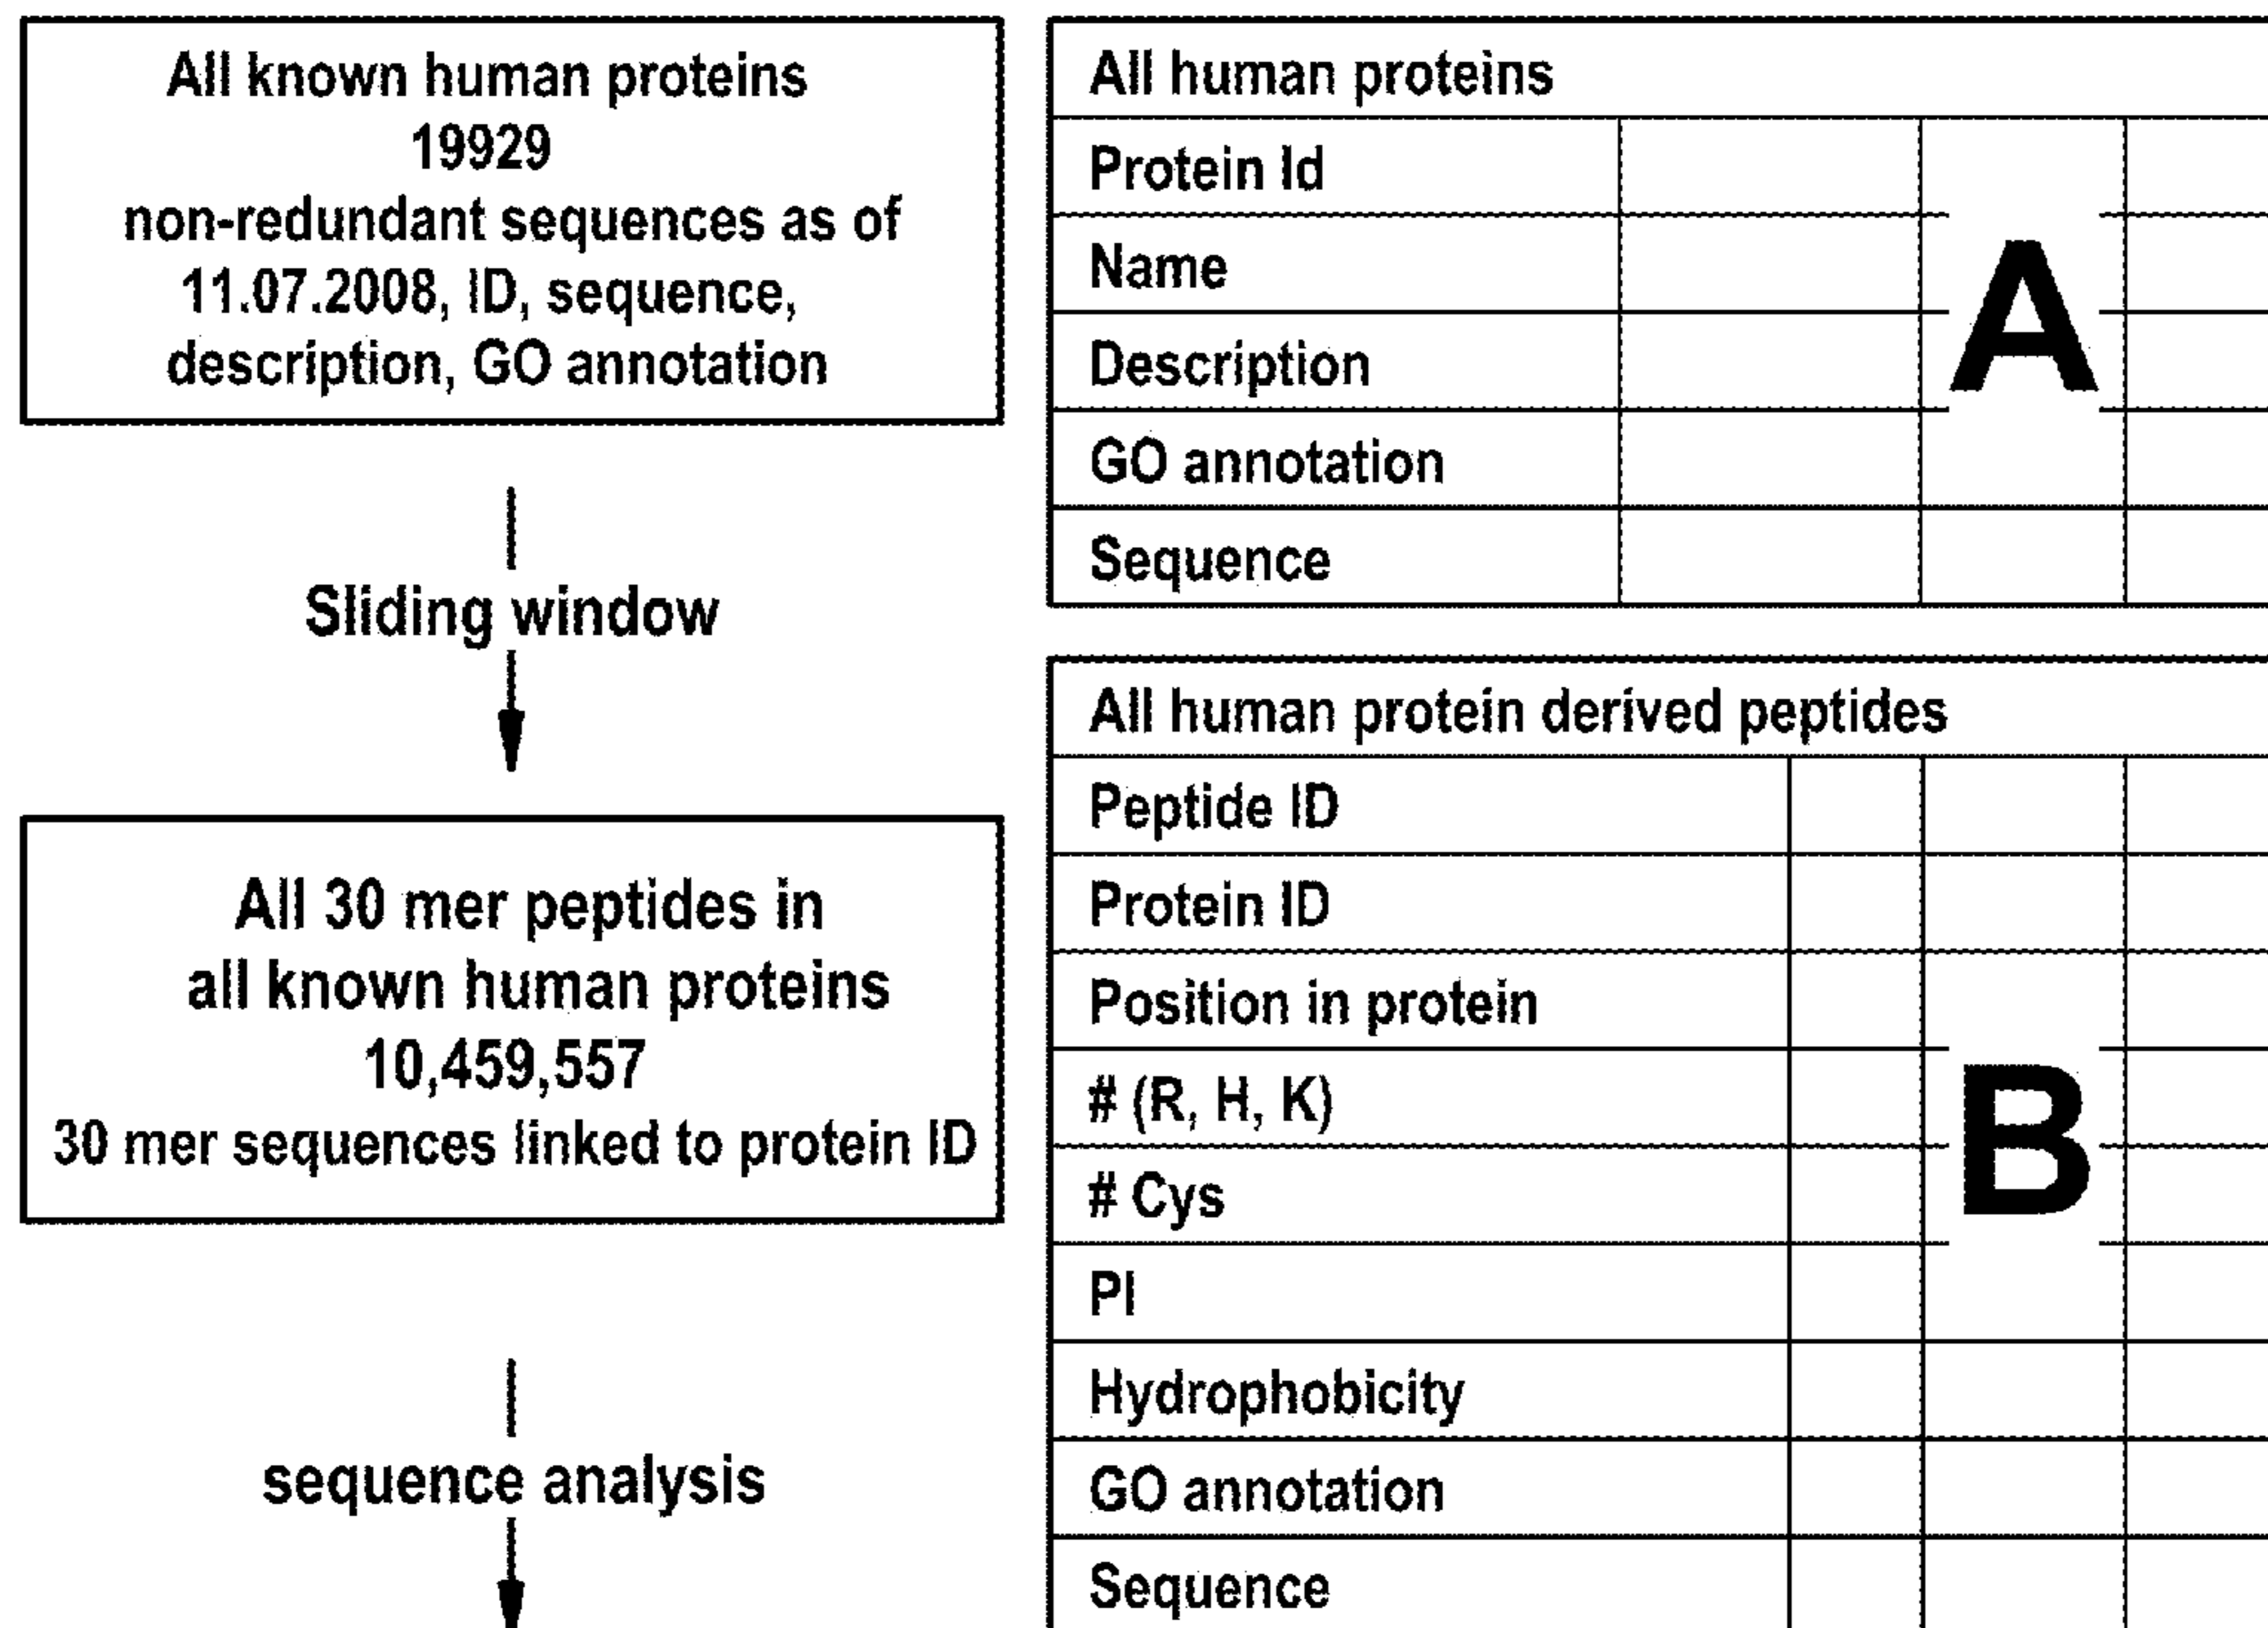 All known human proteins
19929
non-redundant sequences as of
11.07.2008, ID, sequence,
description, GO annotation
Sliding window
All 30 mer peptides in
all known human proteins
10,459,557
30 mer sequences linked to protein ID
sequence analysis
All human proteins
Protein Id
Name
Description
GO annotation
Sequence
A
All human protein derived peptides
Peptide ID
Protein ID
Position in protein
# (R, H, K)
# Cys
PI
Hydrophobicity
GO annotation
Sequence
B